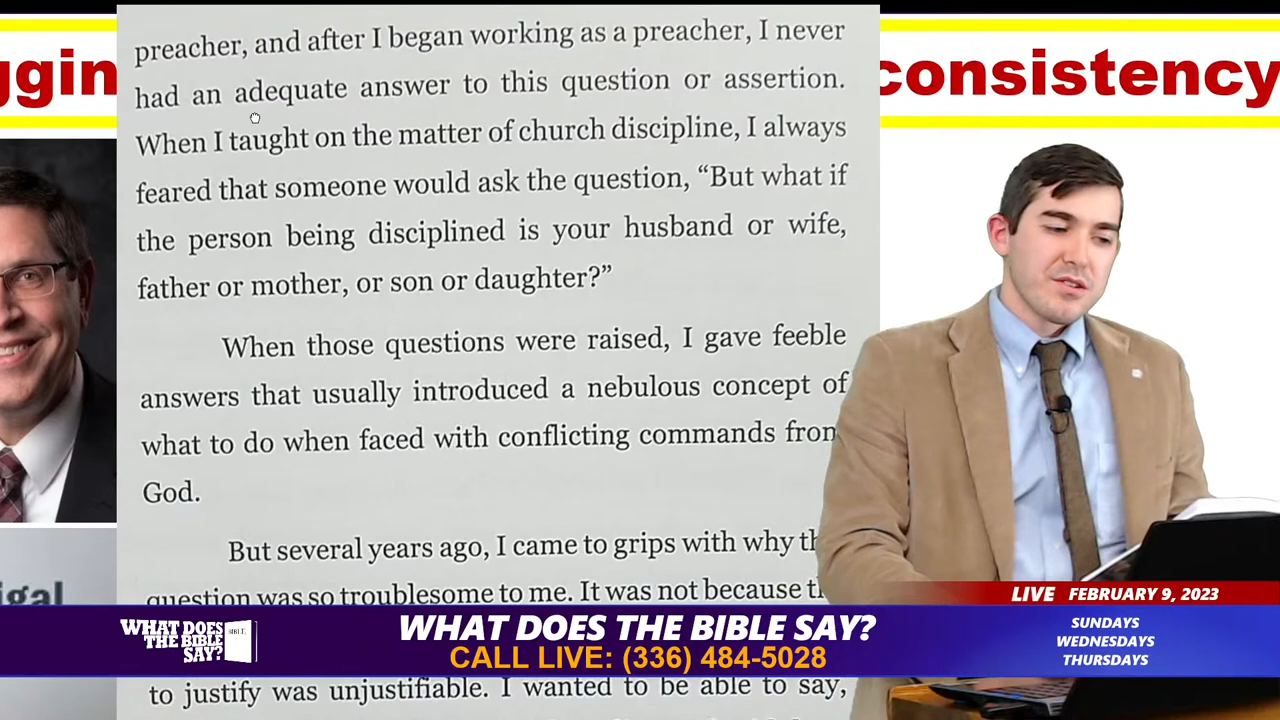 ggin
consistency
preacher, and after I began working as a preacher, I never
had an adequate answer to this question or assertion.
When I taught on the matter of church discipline, I always
feared that someone would ask the question, “But what if
the person being disciplined is your husband or wife,
father or mother, or son or daughter?”
When those questions were raised, I gave feeble
answers that usually introduced a nebulous concept of
what to do when faced with conflicting commands from
God.
But several years ago, I came to grips with why th
question was so troublesome to me. It was not because t
to justify was unjustifiable. I wanted to be able to say,
igal
LIVE FEBRUARY 9, 2023
WHAT DOES
THE BIBLE
SAY?
BIBLE
WHAT DOES THE BIBLE SAY?
CALL LIVE: (336) 484-5028
SUNDAYS
WEDNESDAYS
THURSDAYS